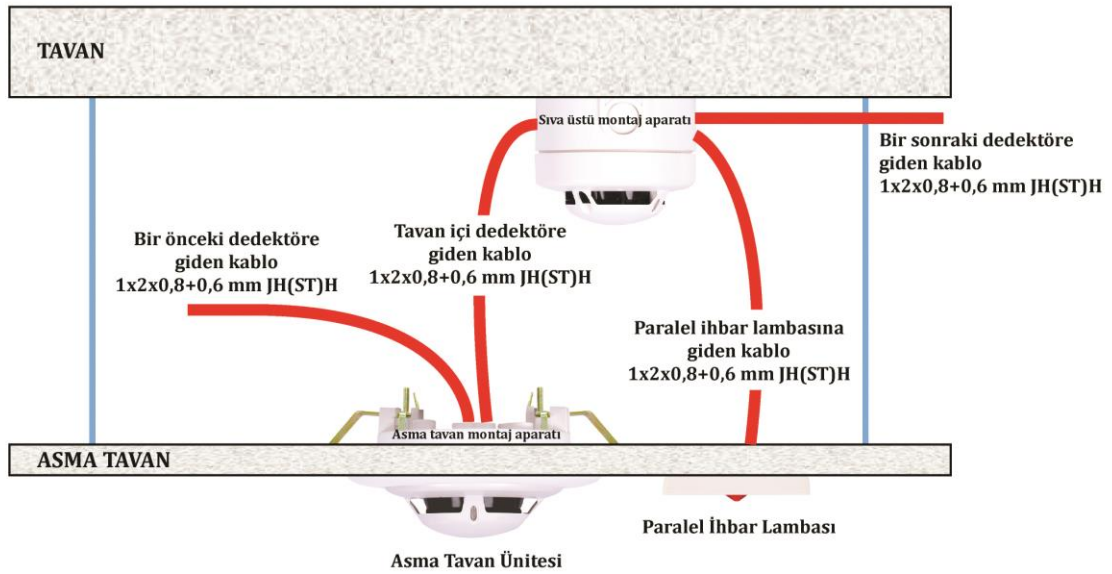 TAVAN
Sıva üstü montaj aparatı
Bir sonraki dedektöre
giden kablo
1x2x0,8+0,6 mm JH(ST)H
Tavan içi dedektöre
giden kablo
1x2x0,8+0,6 mm JH(ST)H
Bir önceki dedektöre
giden kablo
1x2x0,8+0,6 mm JH(ST)H
Paralel ihbar lambasına
giden kablo
1x2x0,8+0,6 mm JH(ST)H
Asma tavan montaj aparatı
ASMA TAVAN
Paralel İhbar Lambası
Asma Tavan Ünitesi